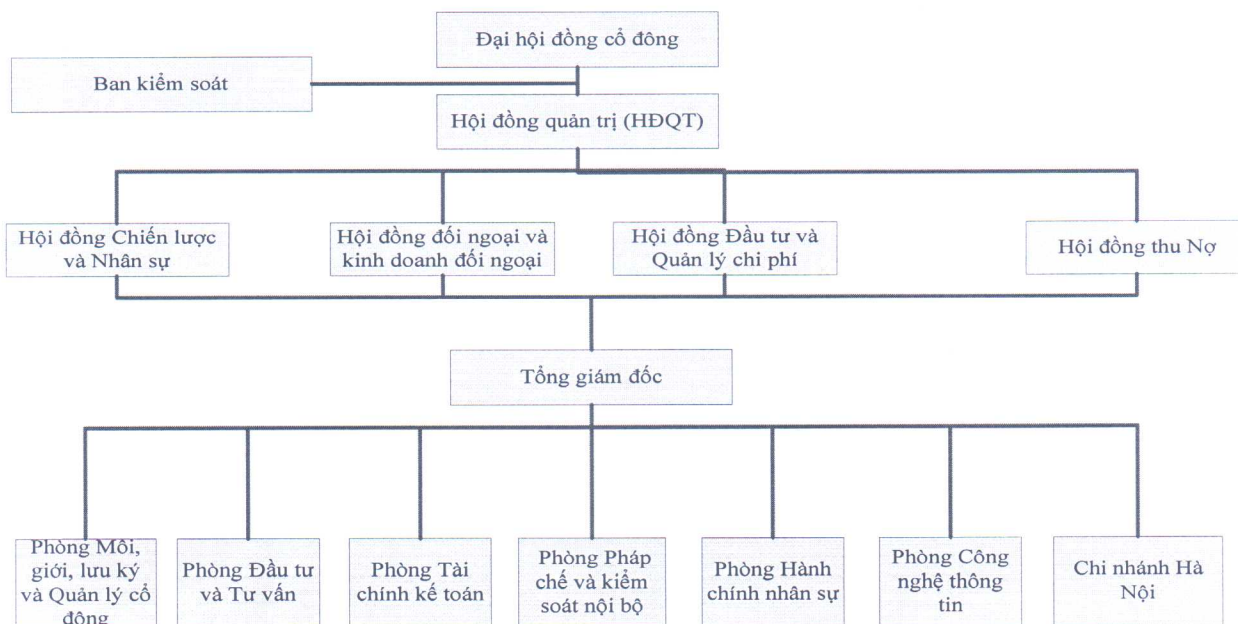 Đại hội đồng cổ đông
Ban kiểm soát
Hội đồng quản trị (HĐQT)
Hội đồng Chiến lược
và Nhân sự
Hội đồng đối ngoại và
kinh doanh đối ngoại
Hội đồng Đầu tư và
Quản lý chi phí
Hội đồng thu Nợ
Tổng giám đốc
Phòng Môi,
giới, lưu ký
và Quản lý cổ
đông
Phòng Đầu tư
và Tư vấn
Phòng Tài
chính kế toán
Phòng Pháp
chế và kiểm
soát nội bộ
Phòng Hành
chính nhân sự
Phòng Công
nghệ thông
tin
Chi nhánh Hà
Nội